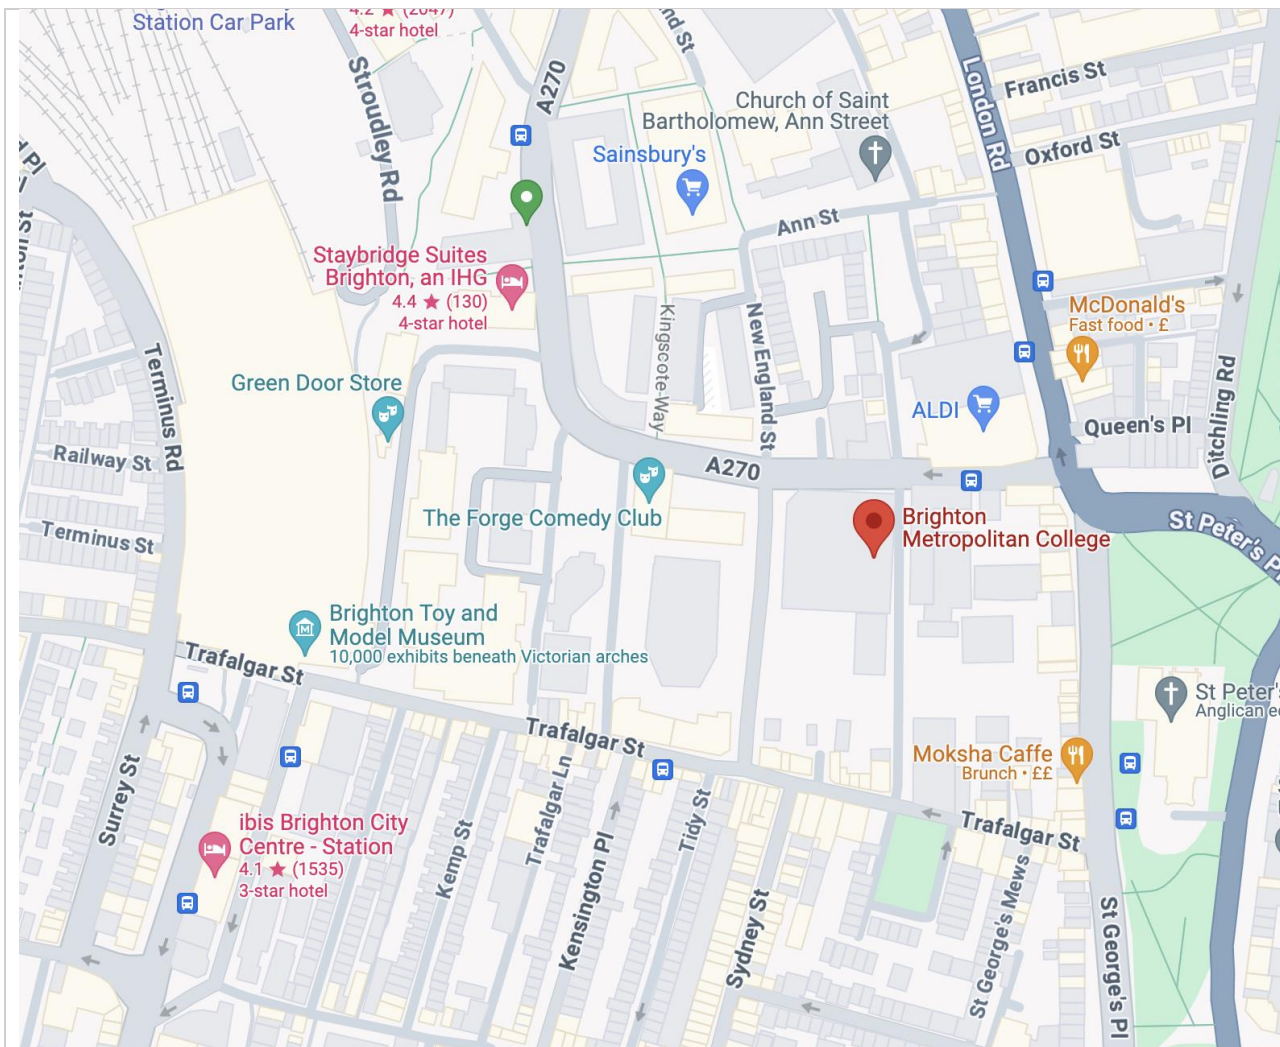 Station Car Park
4.2 ★ (2047)
4-star hotel
Stroudley Rd
A270
nd St
London Rd
Francis St
Church of Saint
Bartholomew, Ann Street
Oxford St
Sainsbury's
Ann St
Staybridge Suites
Brighton, an IHG
4.4 ★ (130)
4-star hotel
McDonald's
Fast food • £
Kingscote Way
New England St
Terminus Rd
Green Door Store
ALDI
Queen's Pl
Ditchling Rd
Railway St
A270
The Forge Comedy Club
Brighton
Metropolitan College
St Peter's P
Terminus St
Brighton Toy and
Model Museum
10,000 exhibits beneath Victorian arches
Trafalgar St
St Peter's
Anglican
Trafalgar St
Moksha Caffe
Brunch • ££
Surrey St
Trafalgar Ln
Tidy St
Trafalgar St
ibis Brighton City
Centre - Station
4.1 ★ (1535)
3-star hotel
Kemp St
Kensington Pl
Sydney St
St George's Mews
St George's Pl